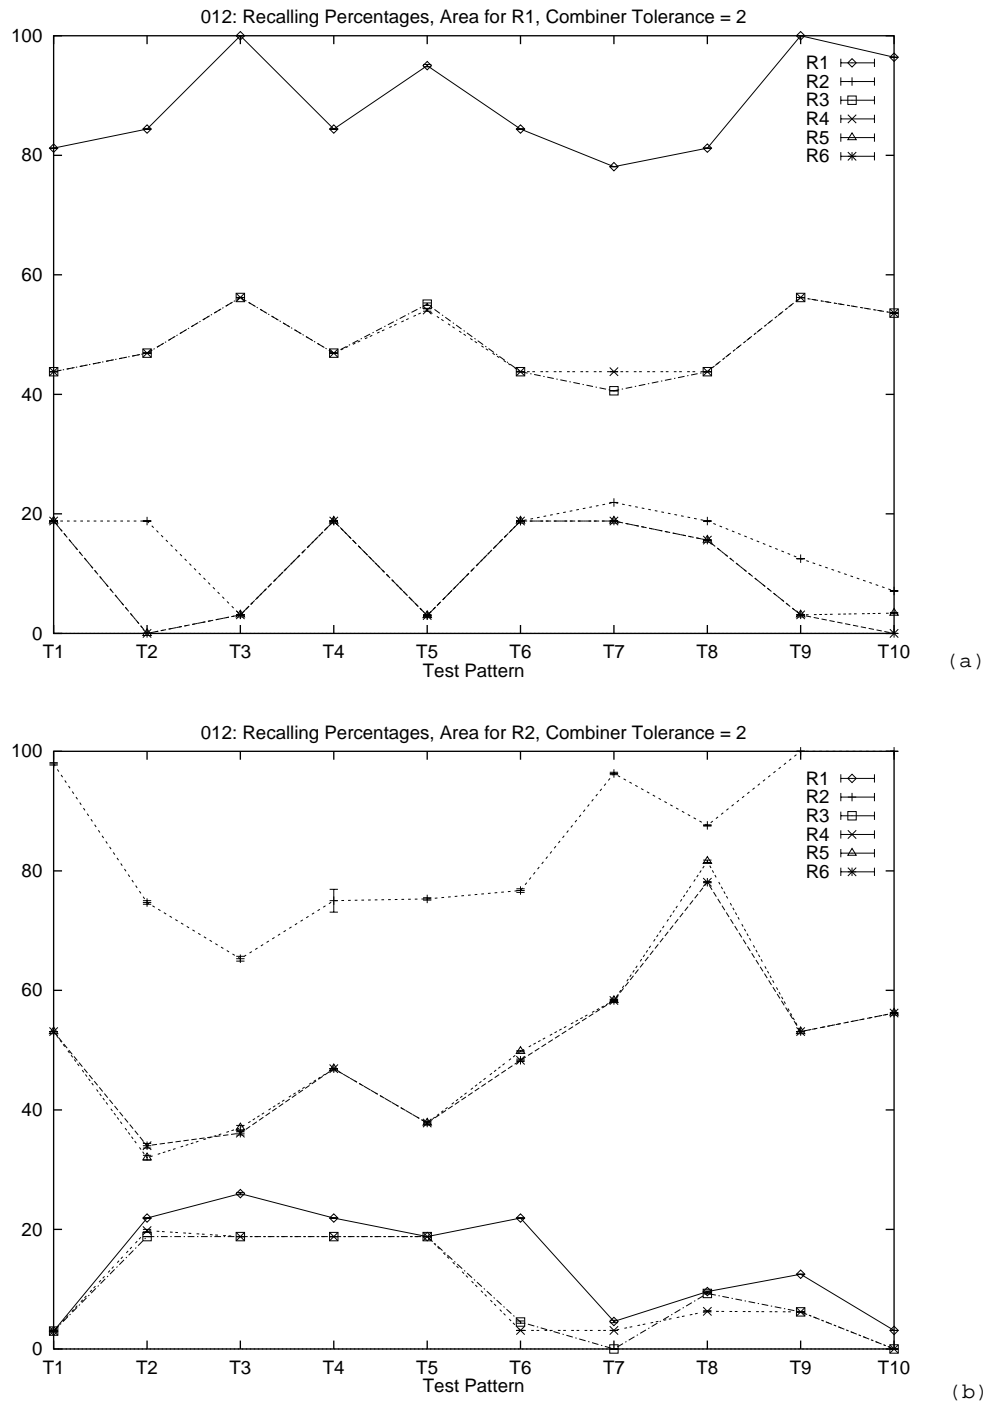 012: Recalling Percentages, Area for R1, Combiner Tolerance = 2
100
80
60
40
20
0
R1
R2
R3
R4
R5
R6
T1 T2 T3 T4 T5 T6 T7 T8 T9 T10
Test Pattern
(a)
012: Recalling Percentages, Area for R2, Combiner Tolerance = 2
100
80
60
40
20
0
R1
R2
R3
R4
R5
R6
T1 T2 T3 T4 T5 T6 T7 T8 T9 T10
Test Pattern
(b)